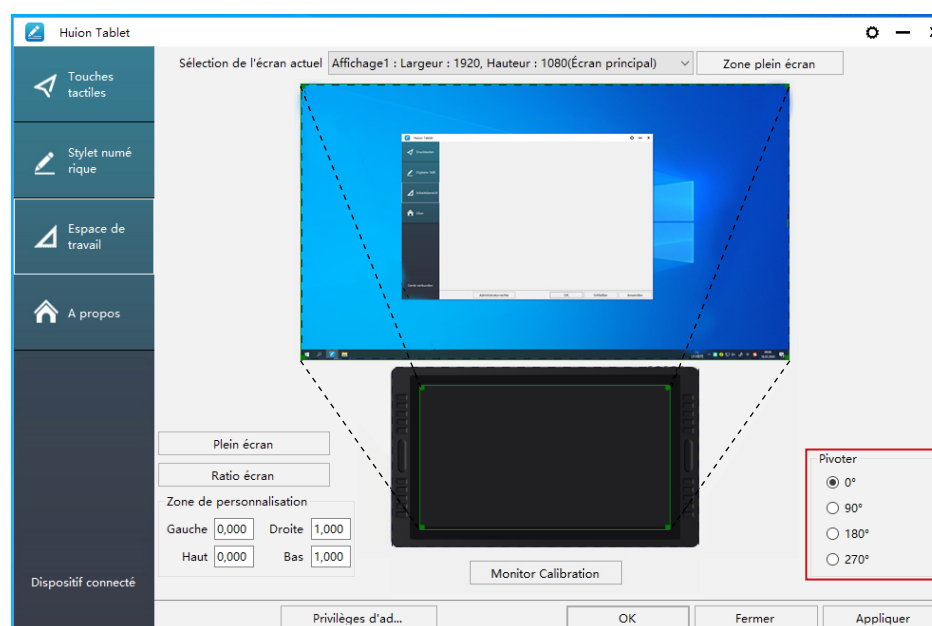 Huion Tablet
Sélection de l'écran actuel Affichage1 : Largeur : 1920, Hauteur : 1080(Écran principal) Zone plein écran
Touches
tactiles
Stylet numé
rique
Espace de
travail
A propos
Huion Tablet
Plein écran
Ratio écran
Zone de personnalisation
Gauche 0,000 Droite 1,000
Haut 0,000 Bas 1,000
Pivoter
0°
90°
180°
270°
Monitor Calibration
Dispositif connecté
Privilèges d'ad... OK Fermer Appliquer